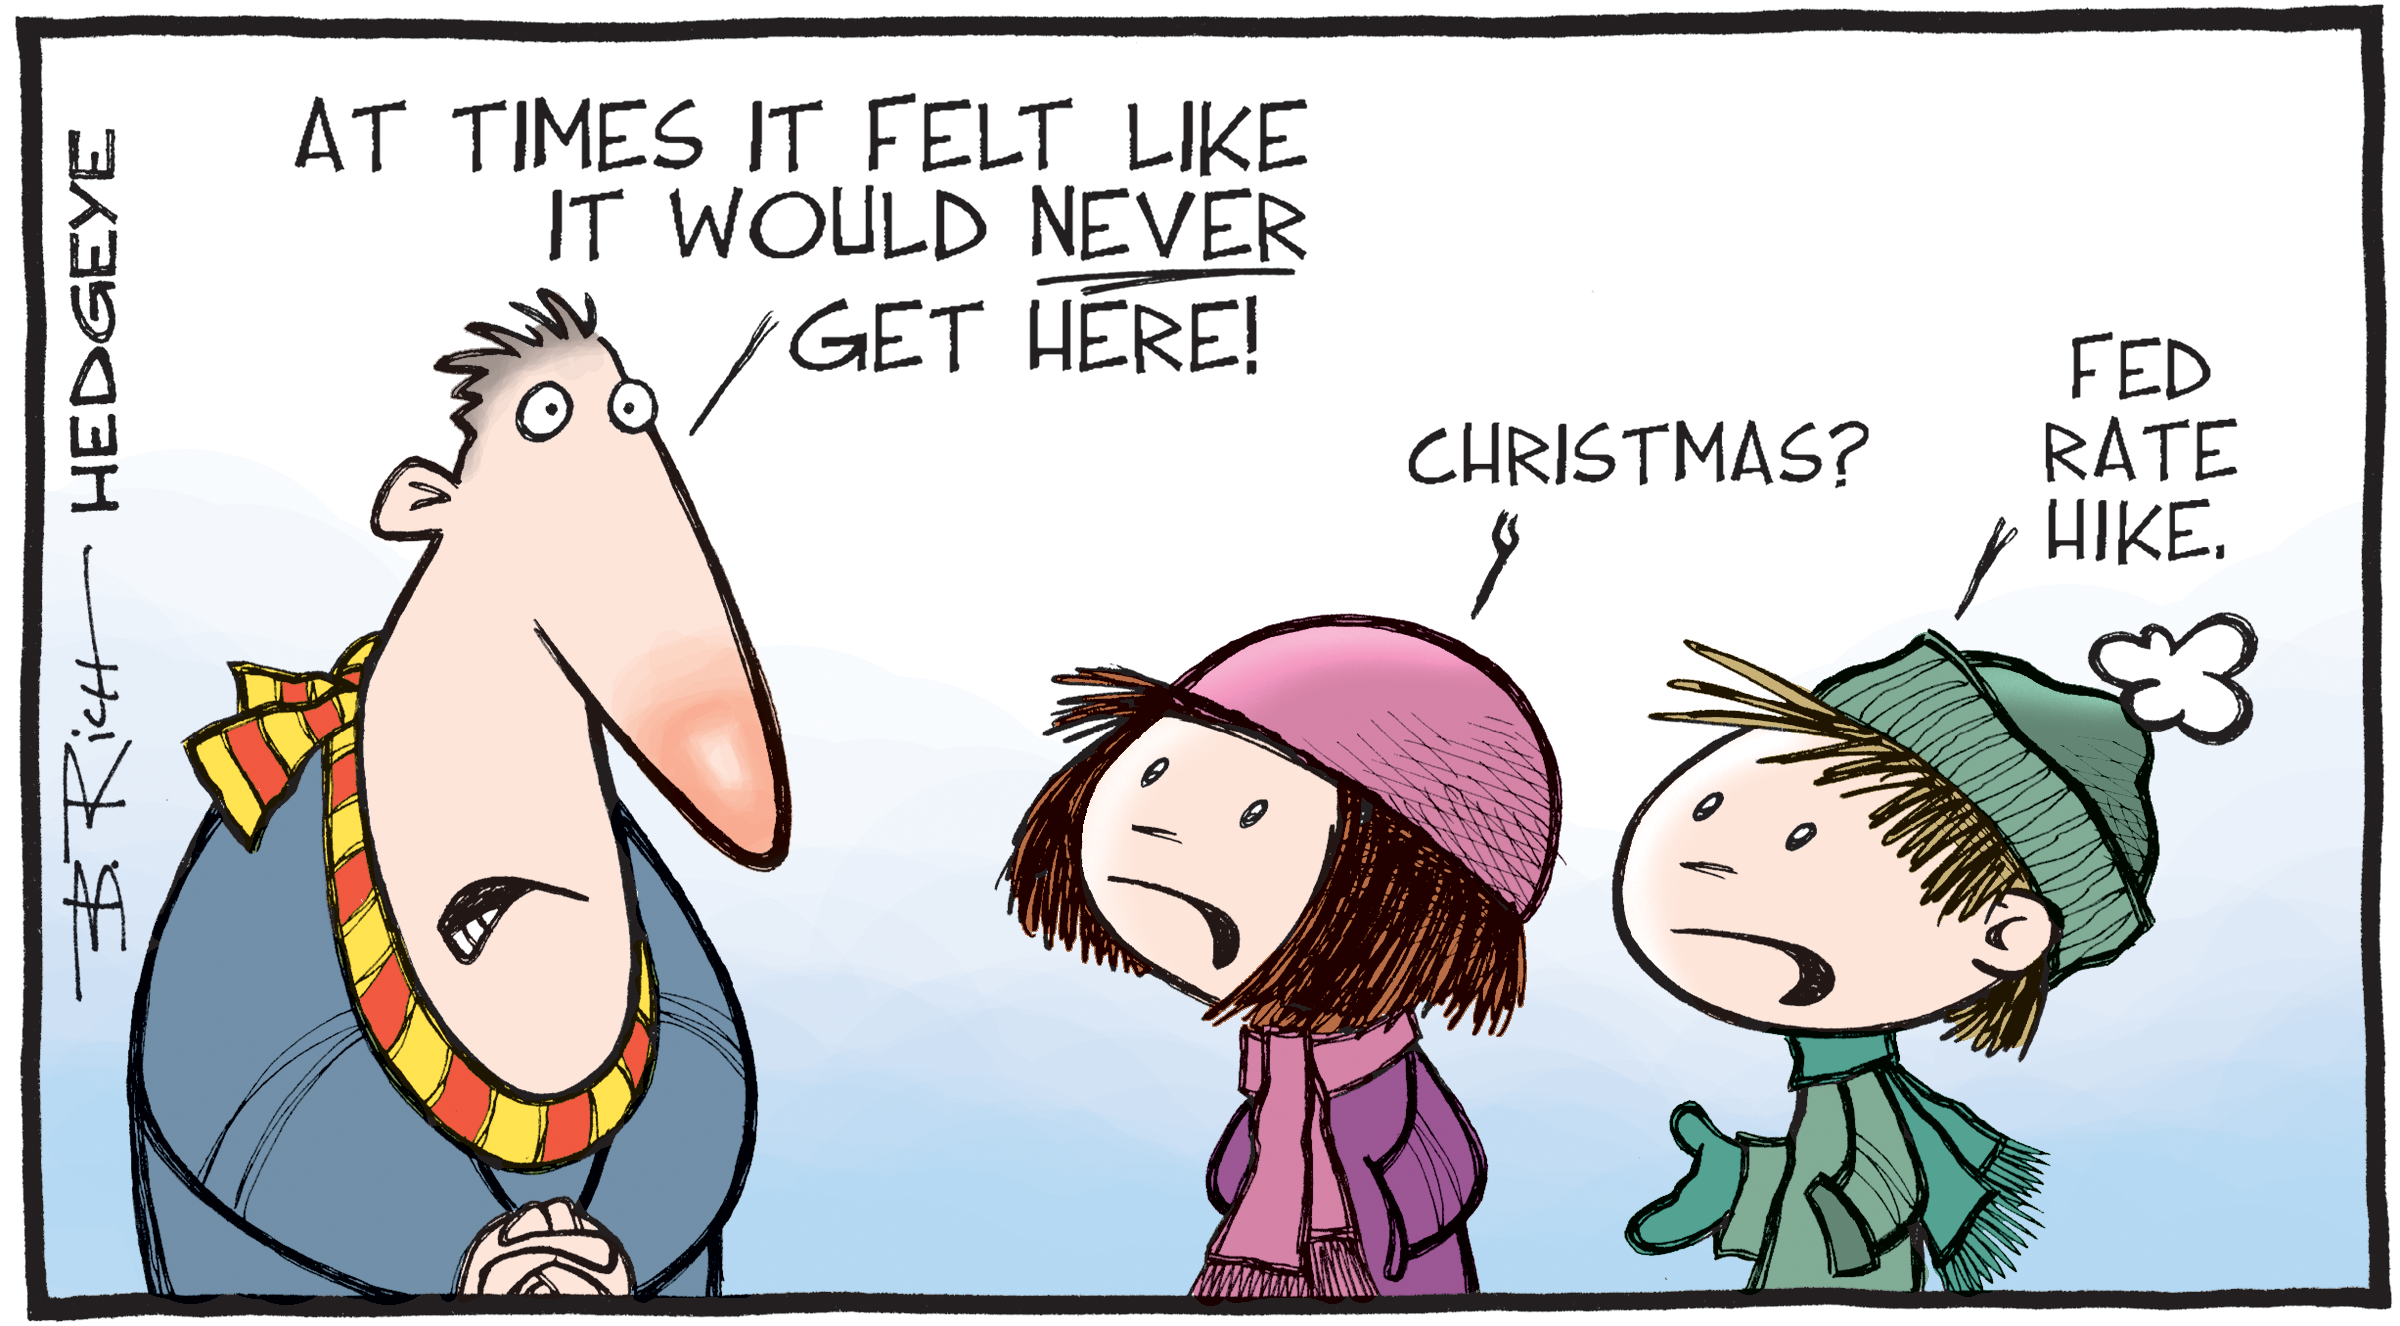 AT TIMES IT FELT LIKE
IT WOULD NEVER
GET HERE!
CHRISTMAS?
FED
RATE
HIKE.
B. RICH — HEDGEYE